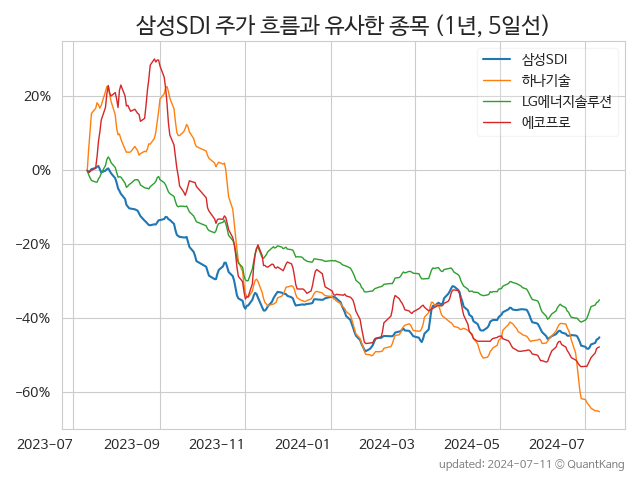 삼성SDI 주가 흐름과 유사한 종목 (1년, 5일선)
삼성SDI
하나기술
LG에너지솔루션
에코프로
20%
0%
−20%
−40%
−60%
2023-07
2023-09
2023-11
2024-01
2024-03
2024-05
2024-07
updated: 2024-07-11 © QuantKang